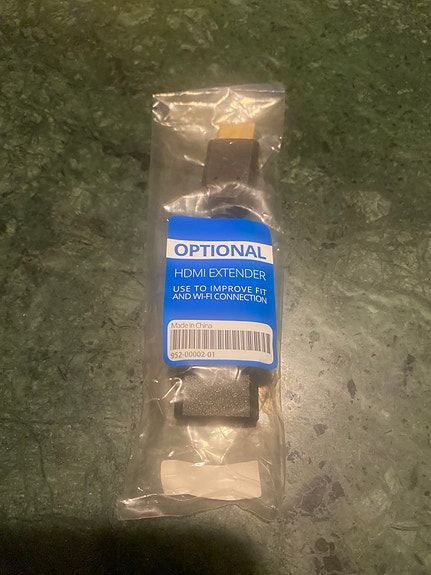 OPTIONAL
HDMI EXTENDER
USE TO IMPROVE FIT
AND WI-FI CONNECTION
Made in China
952-00002-01